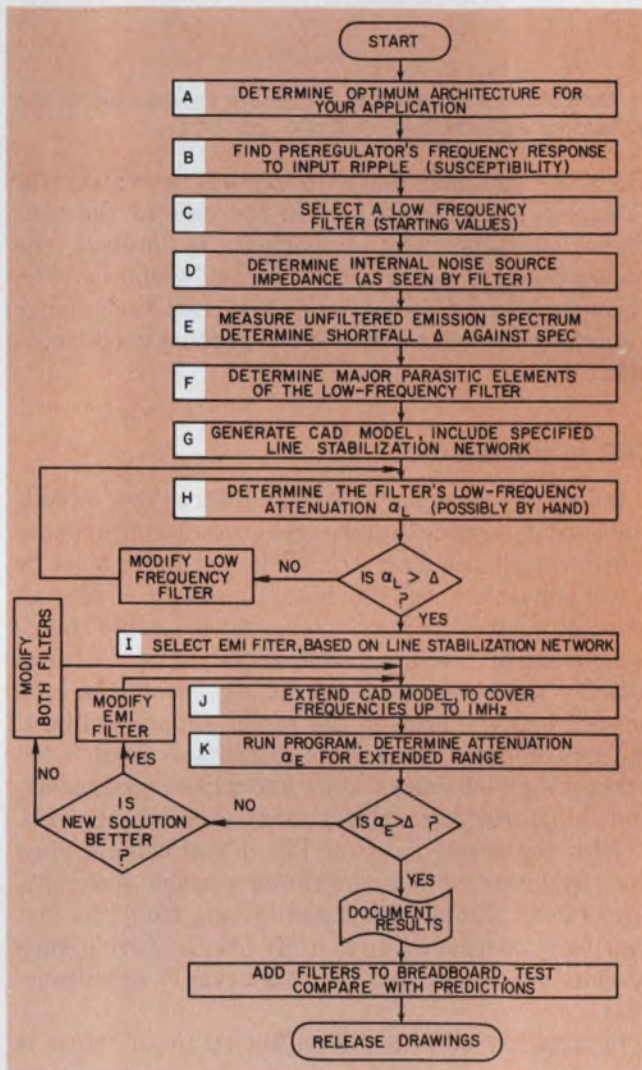 START
A DETERMINE OPTIMUM ARCHITECTURE FOR
YOUR APPLICATION
B FIND PREREGULATOR'S FREQUENCY RESPONSE
TO INPUT RIPPLE (SUSCEPTIBILITY)
C SELECT A LOW FREQUENCY
FILTER (STARTING VALUES)
D DETERMINE INTERNAL NOISE SOURCE
IMPEDANCE (AS SEEN BY FILTER)
E MEASURE UNFILTERED EMISSION SPECTRUM
DETERMINE SHORTFALL Δ AGAINST SPEC
F DETERMINE MAJOR PARASITIC ELEMENTS
OF THE LOW-FREQUENCY FILTER
G GENERATE CAD MODEL, INCLUDE SPECIFIED
LINE STABILIZATION NETWORK
H DETERMINE THE FILTER'S LOW-FREQUENCY
ATTENUATION αL (POSSIBLY BY HAND)
MODIFY LOW
FREQUENCY
FILTER
NO
IS αL > Δ
?
YES
I SELECT EMI FITER, BASED ON LINE STABILIZATION NETWORK
MODIFY
BOTH FILTERS
MODIFY
EMI
FILTER
J EXTEND CAD MODEL, TO COVER
FREQUENCIES UP TO 1MHz
K RUN PROGRAM. DETERMINE ATTENUATION
αE FOR EXTENDED RANGE
NO
YES
IS
NEW SOLUTION
BETTER
?
NO
IS αE>Δ ?
YES
DOCUMENT
RESULTS
ADD FILTERS TO BREADBOARD, TEST
COMPARE WITH PREDICTIONS
RELEASE DRAWINGS